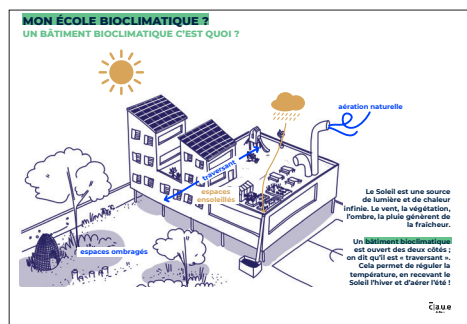 MON ÉCOLE BIOCLIMATIQUE ?
UN BÂTIMENT BIOCLIMATIQUE C'EST QUOI ?
aération naturelle
traversant
espaces
ensoleillés
espaces ombragés
Le Soleil est une source
de lumière et de chaleur
infinie. Le vent, la végétation,
l'ombre, la pluie génèrent de
la fraicheur.
Un bâtiment bioclimatique
est ouvert des deux côtés ;
on dit qu'il est « traversant ».
Cela permet de réguler la
température, en recevant le
Soleil l'hiver et d'aérer l'été !
c|a.u.e